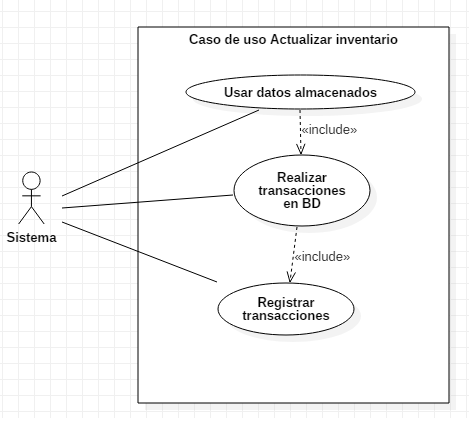 Caso de uso Actualizar inventario
Usar datos almacenados
«include»
Realizar
transacciones
en BD
Sistema
«include»
Registrar
transacciones